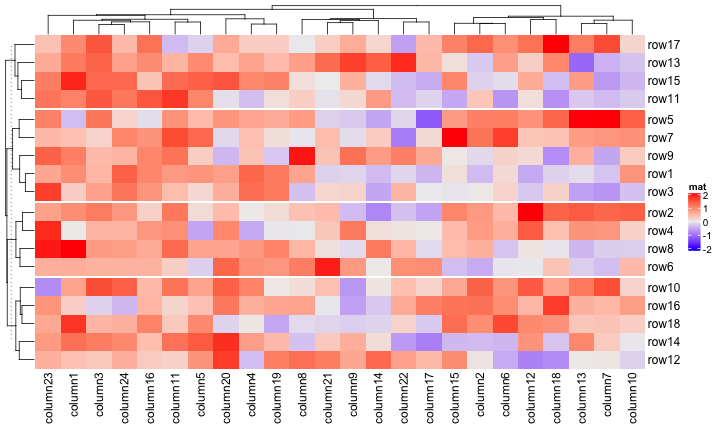 row17
row13
row15
row11
row5
row7
row9
row1
row3
row2
row4
row8
row6
row10
row16
row18
row14
row12
mat
2
1
0
-1
-2
column23
column1
column3
column24
column16
column11
column5
column20
column4
column19
column8
column21
column9
column14
column22
column17
column15
column2
column6
column12
column18
column13
column7
column10